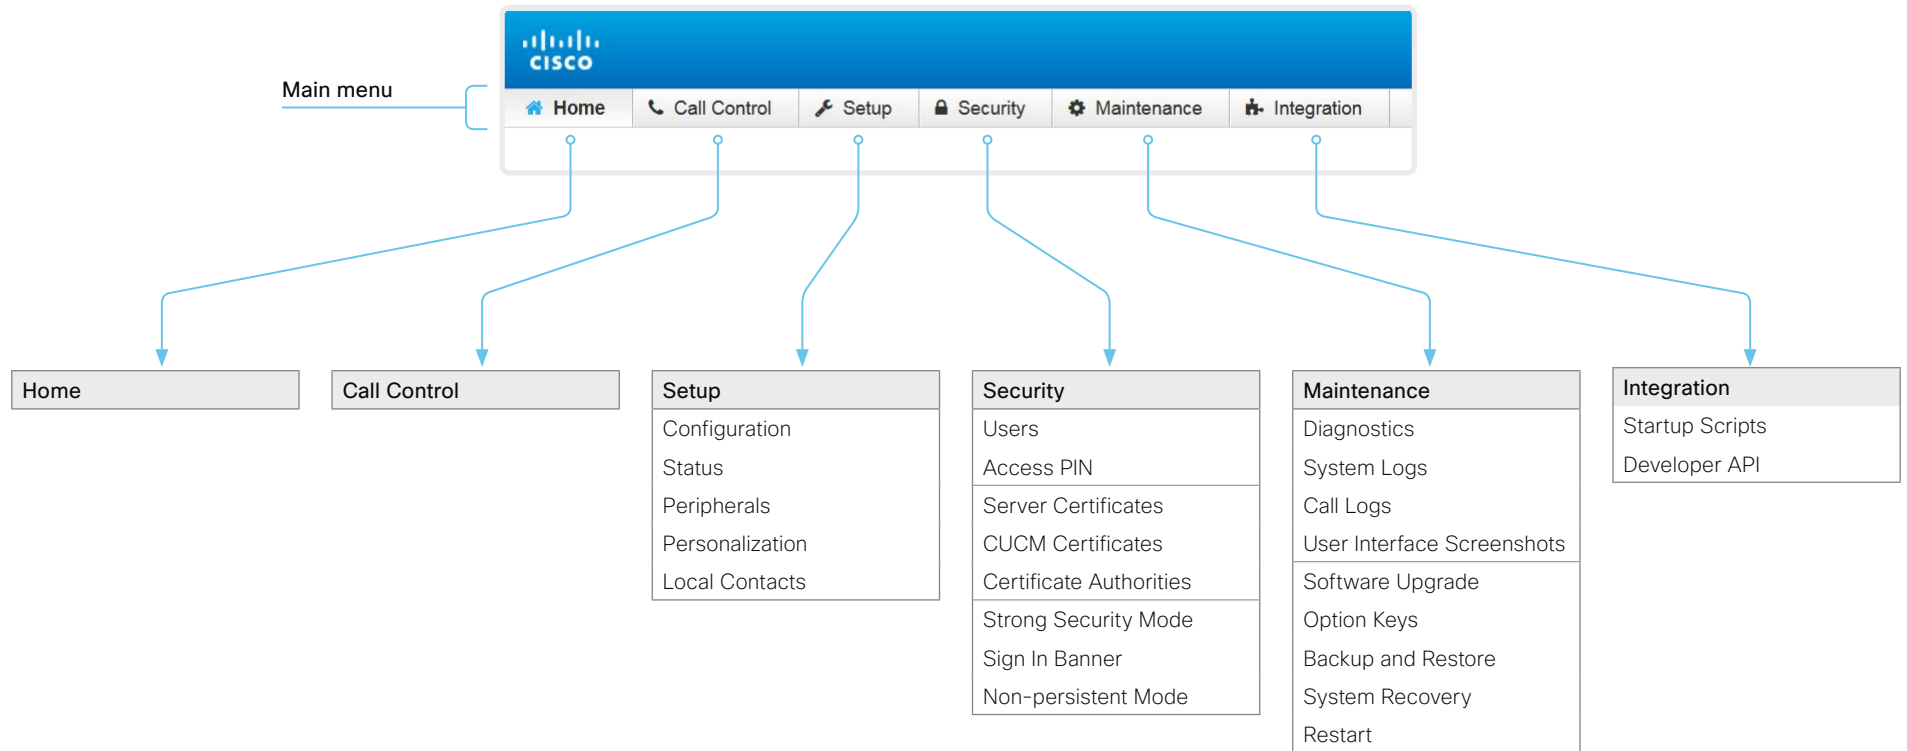 CISCO
Main menu
Home Call Control Setup Security Maintenance Integration
Home
Call Control
Setup
Configuration
Status
Peripherals
Personalization
Local Contacts
Security
Users
Access PIN
Server Certificates
CUCM Certificates
Certificate Authorities
Strong Security Mode
Sign In Banner
Non-persistent Mode
Maintenance
Diagnostics
System Logs
Call Logs
User Interface Screenshots
Software Upgrade
Option Keys
Backup and Restore
System Recovery
Restart
Integration
Startup Scripts
Developer API